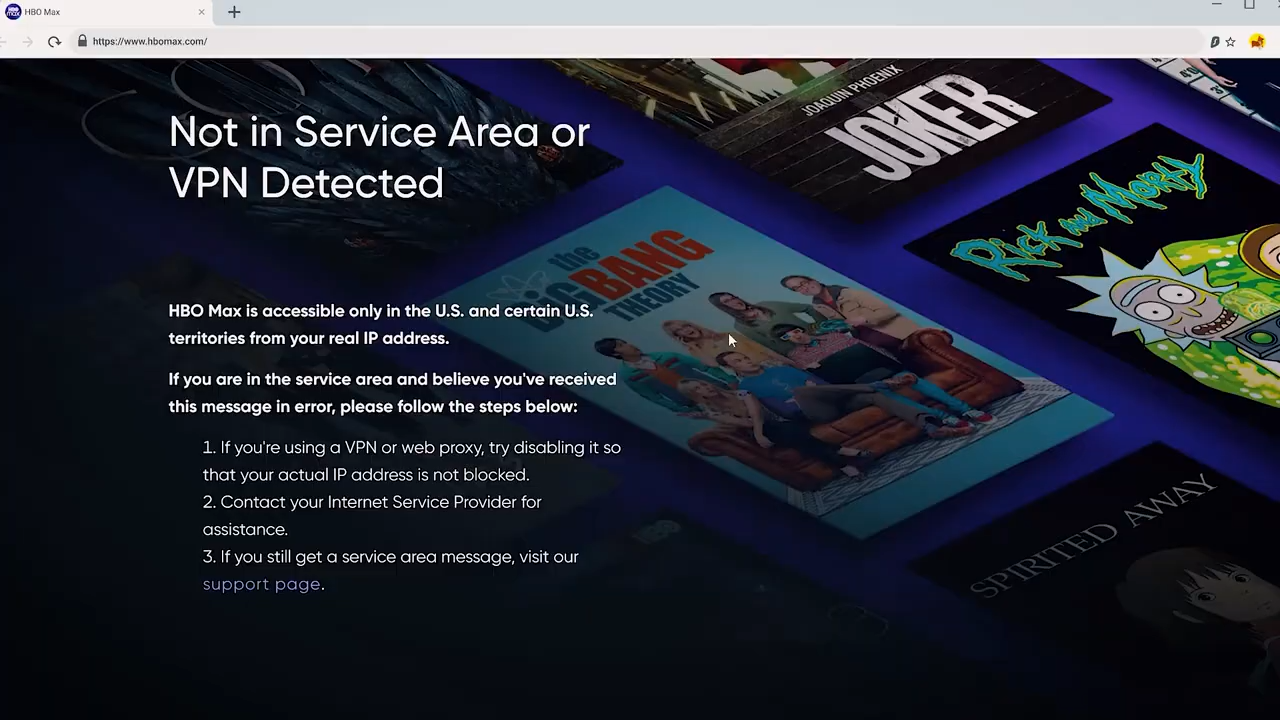 HBO Max
https://www.hbomax.com/
Not in Service Area or
VPN Detected
HBO Max is accessible only in the U.S. and certain U.S.
territories from your real IP address.
If you are in the service area and believe you've received
this message in error, please follow the steps below:
1. If you're using a VPN or web proxy, try disabling it so
that your actual IP address is not blocked.
2. Contact your Internet Service Provider for
assistance.
3. If you still get a service area message, visit our
support page.
JOAQUIN PHOENIX
JOKER
Rick and Morty
the
BIG BANG
THEORY
SPIRITED AWAY